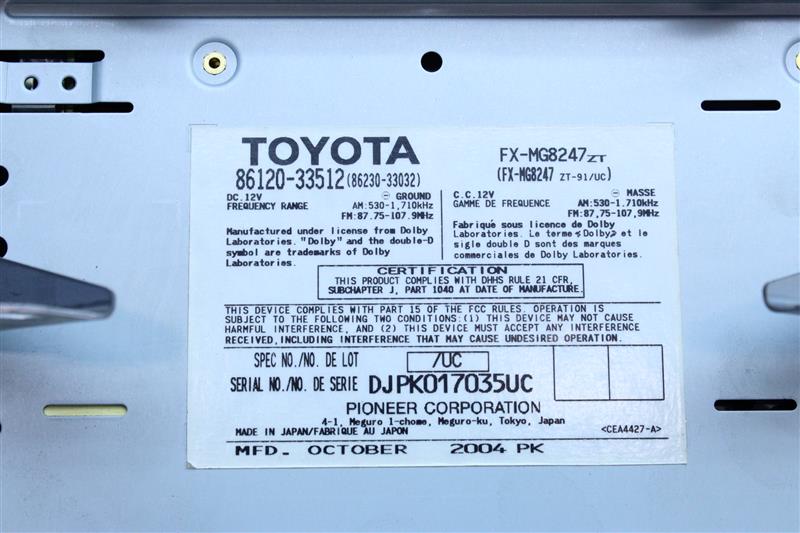 TOYOTA
86120-33512 (86230-33032)
DC.12V ⊖ GROUND
FREQUENCY RANGE AM:530-1,710kHz
FM:87.75-107.9MHz
Manufactured under license from Dolby
Laboratories. "Dolby" and the double-D
symbol are trademarks of Dolby
Laboratories.
FX-MG8247 ZT
(FX-MG8247 ZT-91/UC)
C.C.12V ⊖ MASSE
GAMME DE FREQUENCE AM:530-1.710kHz
FM:87,75-107,9MHz
Fabriqué sous licence de Dolby
Laboratories. Le terme <Dolby> et le
sigle double D sont des marques
commerciales de Dolby Laboratories.
CERTIFICATION
THIS PRODUCT COMPLIES WITH DHHS RULE 21 CFR,
SUBCHAPTER J, PART 1040 AT DATE OF MANUFACTURE.
THIS DEVICE COMPLIES WITH PART 15 OF THE FCC RULES. OPERATION IS
SUBJECT TO THE FOLLOWING TWO CONDITIONS:(1) THIS DEVICE MAY NOT CAUSE
HARMFUL INTERFERENCE, AND (2) THIS DEVICE MUST ACCEPT ANY INTERFERENCE
RECEIVED,INCLUDING INTERFERENCE THAT MAY CAUSE UNDESIRED OPERATION.
SPEC NO./NO. DE LOT /UC
SERIAL NO./NO. DE SERIE DJPK017035UC
PIONEER CORPORATION
4-1, Meguro 1-chome, Meguro-ku, Tokyo, Japan
MADE IN JAPAN/FABRIQUE AU JAPON <CEA4427-A>
MFD. OCTOBER 2004 PK